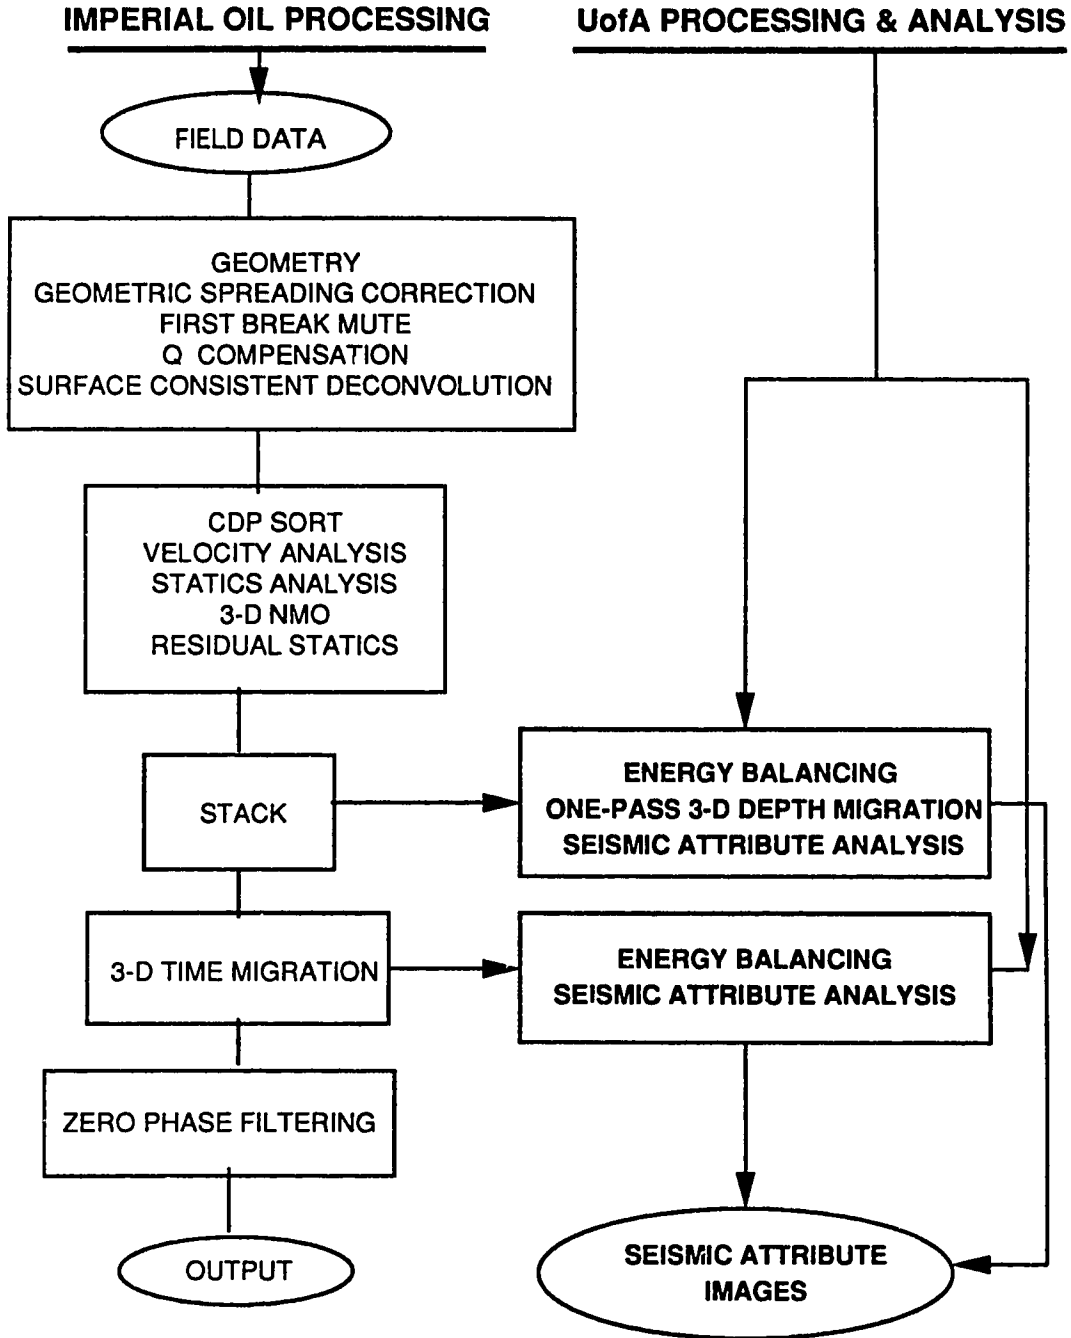 IMPERIAL OIL PROCESSING
FIELD DATA
GEOMETRY
GEOMETRIC SPREADING CORRECTION
FIRST BREAK MUTE
Q COMPENSATION
SURFACE CONSISTENT DECONVOLUTION
CDP SORT
VELOCITY ANALYSIS
STATICS ANALYSIS
3-D NMO
RESIDUAL STATICS
STACK
3-D TIME MIGRATION
ZERO PHASE FILTERING
OUTPUT
UofA PROCESSING & ANALYSIS
ENERGY BALANCING
ONE-PASS 3-D DEPTH MIGRATION
SEISMIC ATTRIBUTE ANALYSIS
ENERGY BALANCING
SEISMIC ATTRIBUTE ANALYSIS
SEISMIC ATTRIBUTE
IMAGES